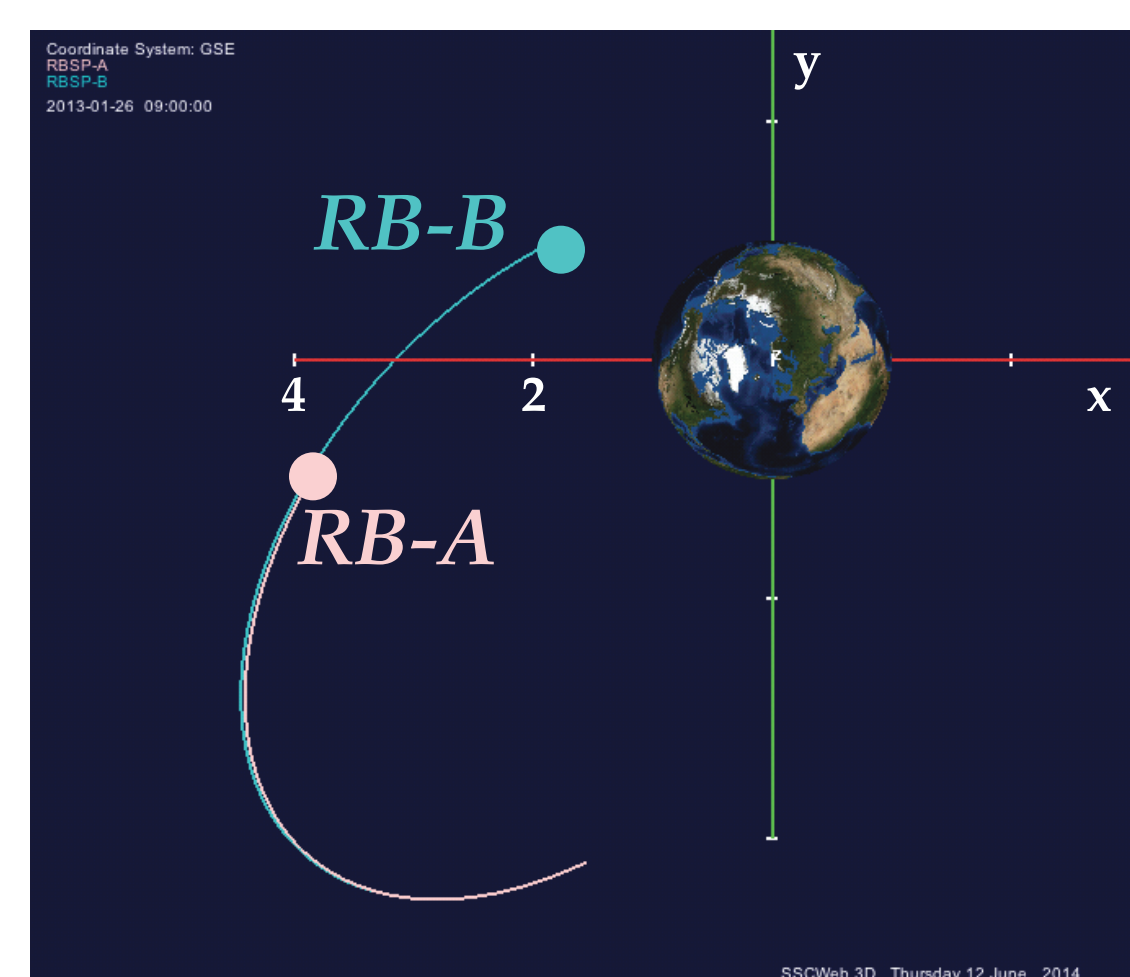 Coordinate System: GSE
RBSP-A
RBSP-B
2013-01-26 09:00:00
y
RB-B
z
4
2
x
RB-A
SSCWeb 3D Thursday 12 June 2014